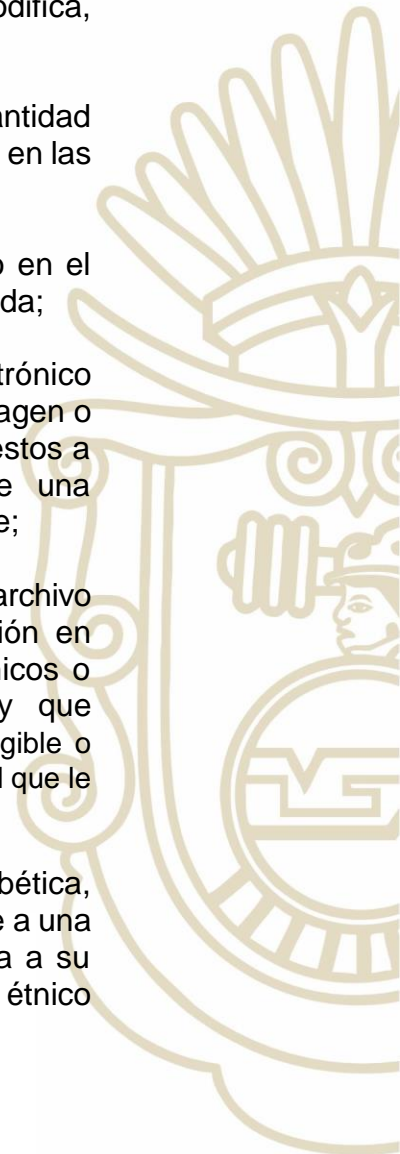 odifica,
antidad
en las
o en el
da;
trónico
agen o
estos a
e una
e;
archivo
ión en
nicos o
y que
gible o
l que le
bética,
e a una
a a su
étnico